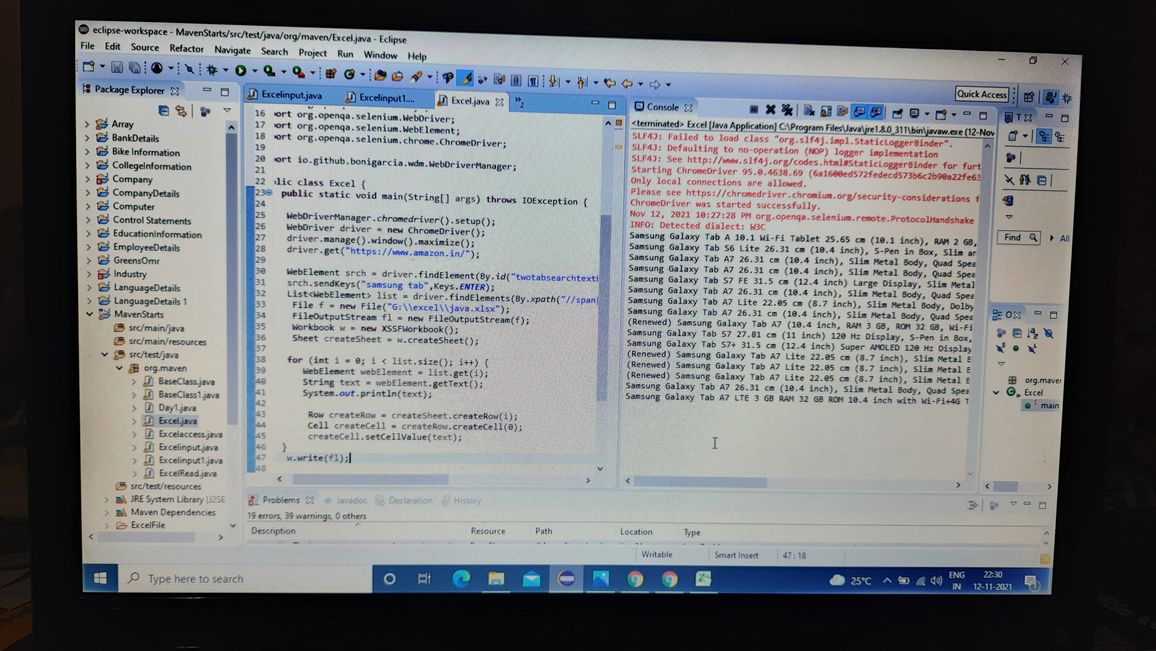 eclipse-workspace - MavenStarts/src/test/java/org/maven/Excel.java - Eclipse
File Edit Source Refactor Navigate Search Project Run Window Help
Quick Access
Package Explorer
Array
BankDetails
Bike Information
CollegeInformation
Company
CompanyDetails
Computer
Control Statements
EducationInformation
EmployeeDetails
GreensOmr
Industry
LanguageDetails
LanguageDetails 1
MavenStarts
src/main/java
src/main/resources
src/test/java
org.maven
BaseClass.java
BaseClass1.java
Day1.java
Excel.java
Excelaccess.java
Excelinput.java
Excelinput1.java
ExcelRead.java
src/test/resources
JRE System Library [J2SE
Maven Dependencies
ExcelFile
Excelinput.java Excelinput1.... Excel.java
16 ort org.openqa.selenium.WebDriver;
17 ort org.openqa.selenium.WebElement;
18 ort org.openqa.selenium.chrome.ChromeDriver;
19
20 ort io.github.bonigarcia.wdm.WebDriverManager;
21
22 lic class Excel {
23 public static void main(String[] args) throws IOException {
24
25 WebDriverManager.chromedriver().setup();
26 WebDriver driver = new ChromeDriver();
27 driver.manage().window().maximize();
28 driver.get("https://www.amazon.in/");
29
30 WebElement srch = driver.findElement(By.id("twotabsearchtext
31 srch.sendKeys("samsung tab",Keys.ENTER);
32 List<WebElement> list = driver.findElements(By.xpath("//span
33 File f = new File("G:\\excel\\java.xlsx");
34 FileOutputStream fl = new FileOutputStream(f);
35 Workbook w = new XSSFWorkbook();
36 Sheet createSheet = w.createSheet();
37
38 for (int i = 0; i < list.size(); i++) {
39 WebElement webElement = list.get(i);
40 String text = webElement.getText();
41 System.out.println(text);
42
43 Row createRow = createSheet.createRow(i);
44 Cell createCell = createRow.createCell(0);
45 createCell.setCellValue(text);
46 }
47 w.write(fl);
48
Console
<terminated> Excel [Java Application] C:\Program Files\Java\jre1.8.0_311\bin\javaw.exe (12-Nov
SLF4J: Failed to load class "org.slf4j.impl.StaticLoggerBinder".
SLF4J: Defaulting to no-operation (NOP) logger implementation
SLF4J: See http://www.slf4j.org/codes.html#StaticLoggerBinder for furt
Starting ChromeDriver 95.0.4638.69 (6a1600ed572fedecd573b6c2b90a22fe63
Only local connections are allowed.
Please see https://chromedriver.chromium.org/security-considerations f
ChromeDriver was started successfully.
Nov 12, 2021 10:27:28 PM org.openqa.selenium.remote.ProtocolHandshake
INFO: Detected dialect: W3C
Samsung Galaxy Tab A 10.1 Wi-Fi Tablet 25.65 cm (10.1 inch), RAM 2 GB,
Samsung Galaxy Tab S6 Lite 26.31 cm (10.4 inch), S-Pen in Box, Slim an
Samsung Galaxy Tab A7 26.31 cm (10.4 inch), Slim Metal Body, Quad Spea
Samsung Galaxy Tab A7 26.31 cm (10.4 inch), Slim Metal Body, Quad Spea
Samsung Galaxy Tab S7 FE 31.5 cm (12.4 inch) Large Display, Slim Metal
Samsung Galaxy Tab A7 26.31 cm (10.4 inch), Slim Metal Body, Quad Spea
Samsung Galaxy Tab A7 Lite 22.05 cm (8.7 inch), Slim Metal Body, Dolby
Samsung Galaxy Tab A7 26.31 cm (10.4 inch), Slim Metal Body, Quad Spea
(Renewed) Samsung Galaxy Tab A7 (10.4 inch, RAM 3 GB, ROM 32 GB, Wi-Fi
Samsung Galaxy Tab S7 27.81 cm (11 inch) 120 Hz Display, S-Pen in Box,
Samsung Galaxy Tab S7+ 31.5 cm (12.4 inch) Super AMOLED 120 Hz Display
(Renewed) Samsung Galaxy Tab A7 Lite 22.05 cm (8.7 inch), Slim Metal B
(Renewed) Samsung Galaxy Tab A7 Lite 22.05 cm (8.7 inch), Slim Metal B
(Renewed) Samsung Galaxy Tab A7 Lite 22.05 cm (8.7 inch), Slim Metal B
Samsung Galaxy Tab A7 26.31 cm (10.4 inch), Slim Metal Body, Quad Spea
Samsung Galaxy Tab A7 LTE 3 GB RAM 32 GB ROM 10.4 inch with Wi-Fi+4G T
Find All
org.maven
Excel
main
Problems Javadoc Declaration History
19 errors, 39 warnings, 0 others
Description Resource Path Location Type
Writable Smart Insert 47 : 18
Type here to search
25°C ENG IN 22:30 12-11-2021